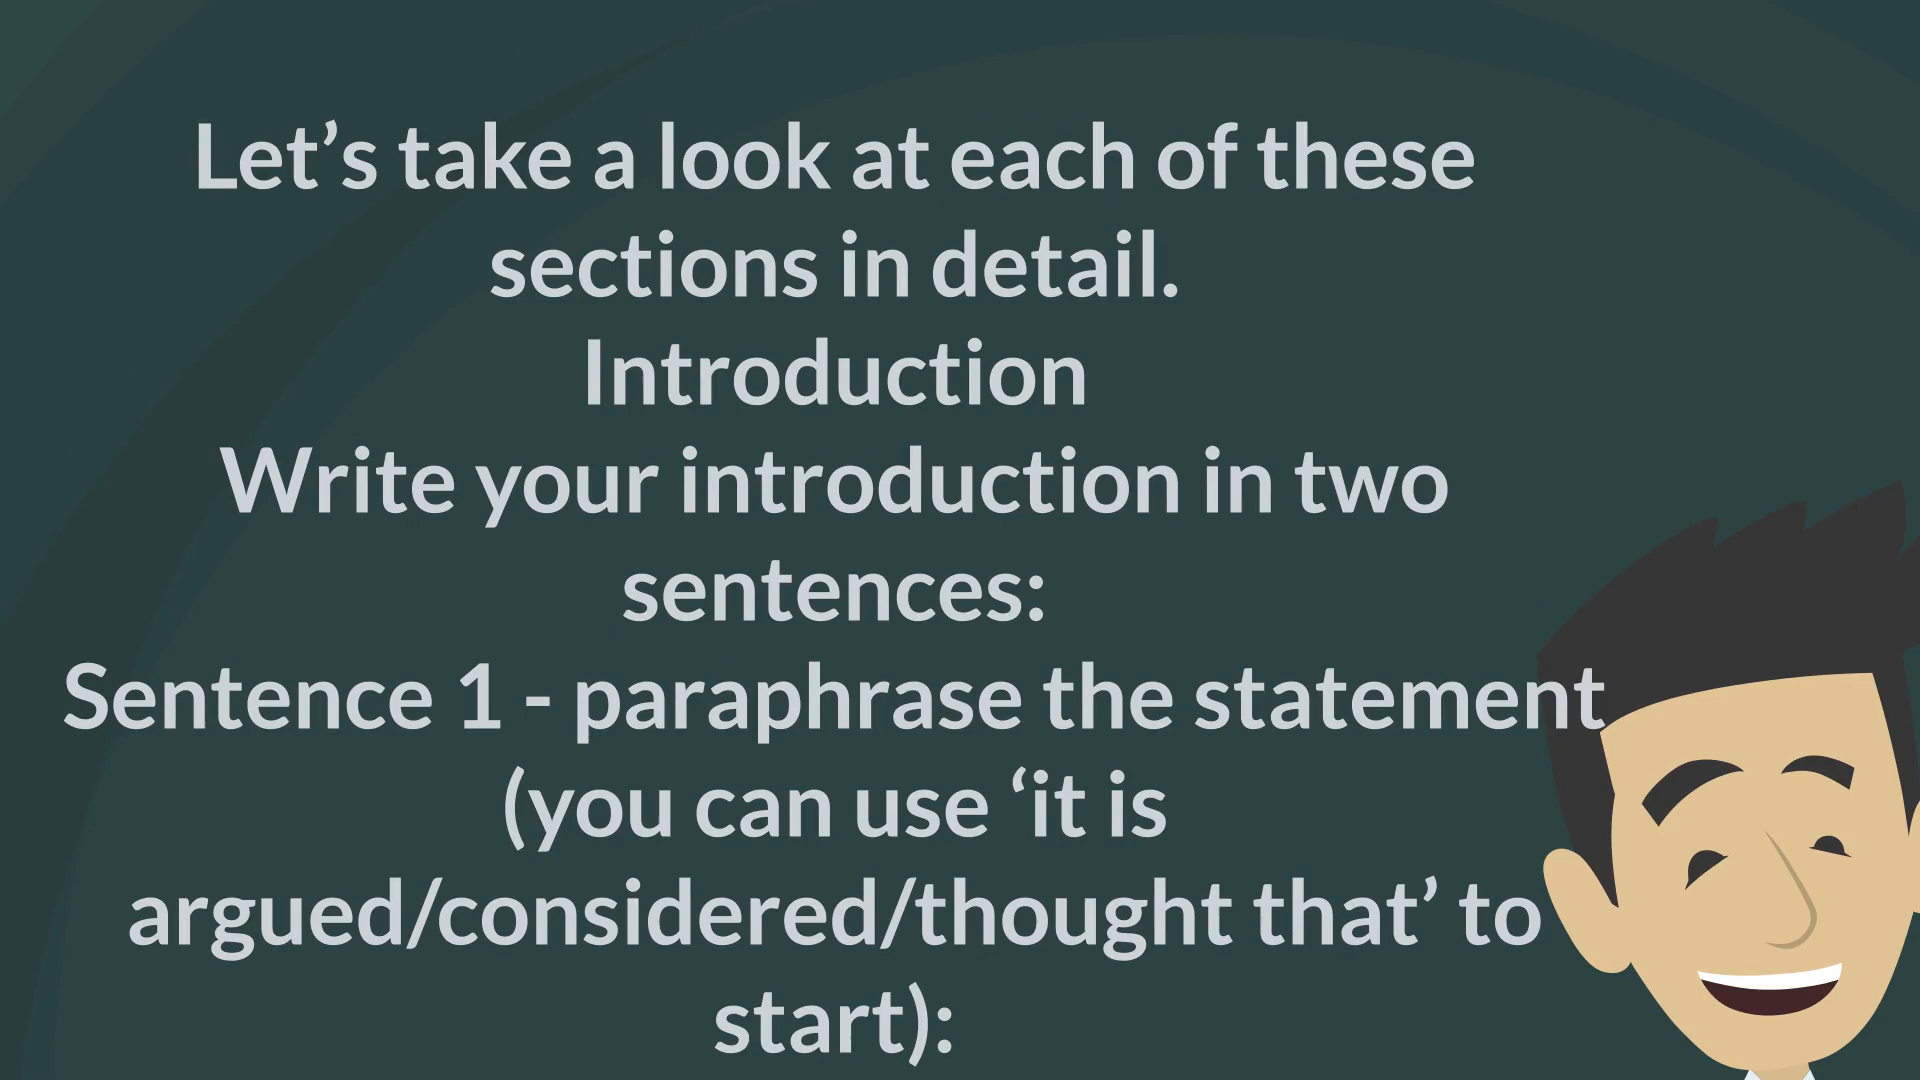 Let’s take a look at each of these
sections in detail.
Introduction
Write your introduction in two
sentences:
Sentence 1 - paraphrase the statement
(you can use ‘it is
argued/considered/thought that’ to
start):